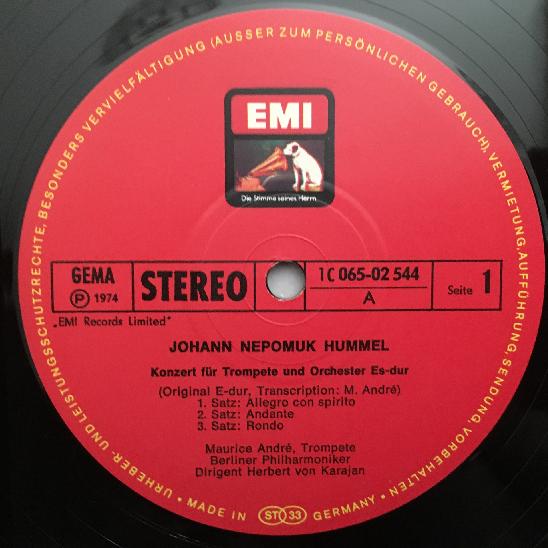 URHEBER- UND LEISTUNGSSCHUTZRECHTE, BESONDERS VERVIELFÄLTIGUNG (AUSSER ZUM PERSÖNLICHEN GEBRAUCH), VERMIETUNG, AUFFÜHRUNG, SENDUNG, VORBEHALTEN
EMI
Die Stimme seines Herrn
GEMA
Ⓟ 1974
STEREO
1C 065-02 544
A
Seite 1
„EMI Records Limited"
JOHANN NEPOMUK HUMMEL
Konzert für Trompete und Orchester Es-dur
(Original E-dur, Transcription: M. André)
1. Satz: Allegro con spirito
2. Satz: Andante
3. Satz: Rondo
Maurice André, Trompete
Berliner Philharmoniker
Dirigent Herbert von Karajan
• MADE IN ST 33 GERMANY •